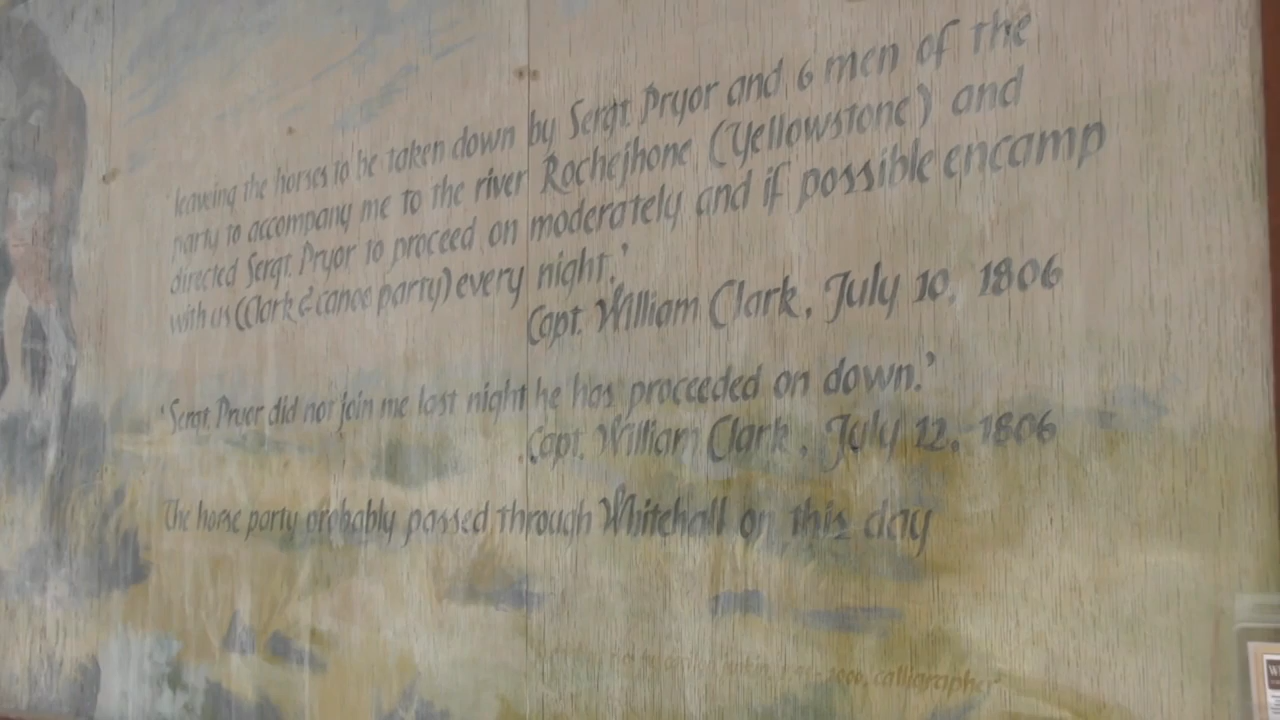 'leaveing the horses to be taken down by Sergt. Pryor and 6 men of the
party to accompany me to the river Rochejhone (Yellowstone) and
directed Sergt. Pryor to proceed on moderately and if possible encamp
with us (Clark & canoe party) every night.'
Capt. William Clark, July 10, 1806
'Sergt. Pryor did not join me last night he has proceeded on down.'
Capt. William Clark, July 12, 1806
The horse party probably passed through Whitehall on this day
calligrapher